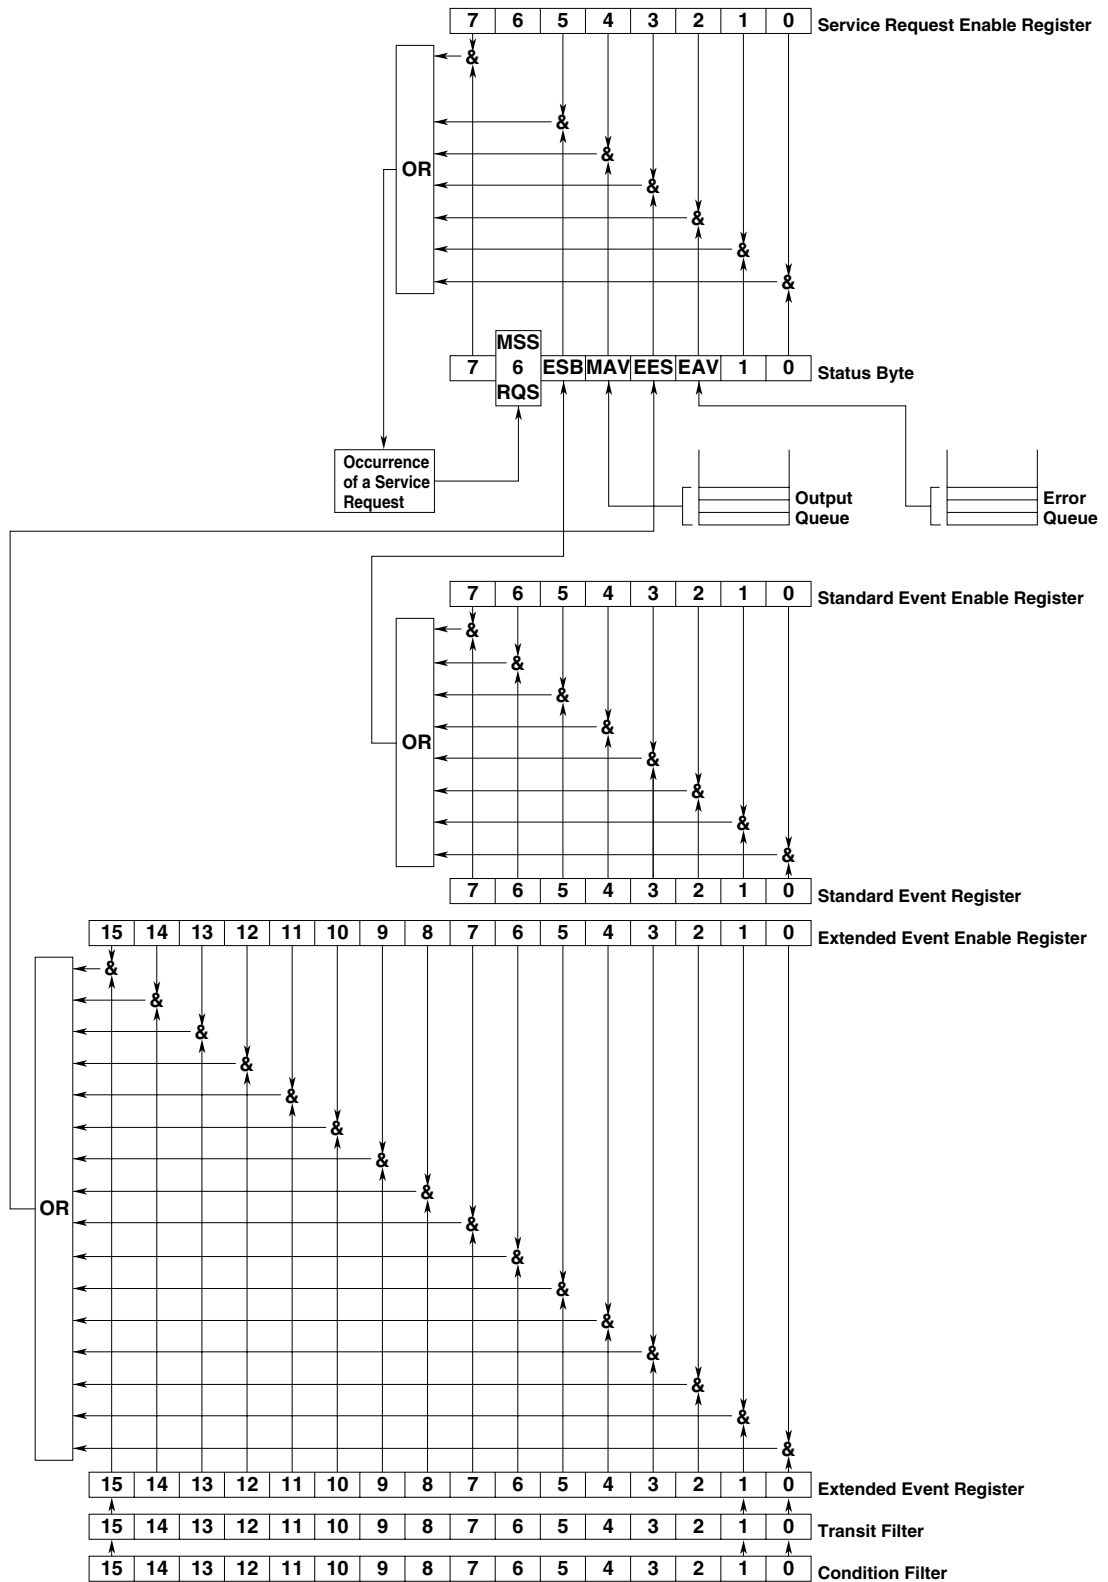 7 6 5 4 3 2 1 0 Service Request Enable Register
&
&
&
OR
&
&
&
&
MSS
7 6 ESB MAV EES EAV 1 0 Status Byte
RQS
Occurrence
of a Service
Request
Output
Queue
Error
Queue
7 6 5 4 3 2 1 0 Standard Event Enable Register
&
&
&
&
OR
&
&
&
&
7 6 5 4 3 2 1 0 Standard Event Register
15 14 13 12 11 10 9 8 7 6 5 4 3 2 1 0 Extended Event Enable Register
&
&
&
&
&
&
&
&
OR
&
&
&
&
&
&
&
&
15 14 13 12 11 10 9 8 7 6 5 4 3 2 1 0 Extended Event Register
15 14 13 12 11 10 9 8 7 6 5 4 3 2 1 0 Transit Filter
15 14 13 12 11 10 9 8 7 6 5 4 3 2 1 0 Condition Filter